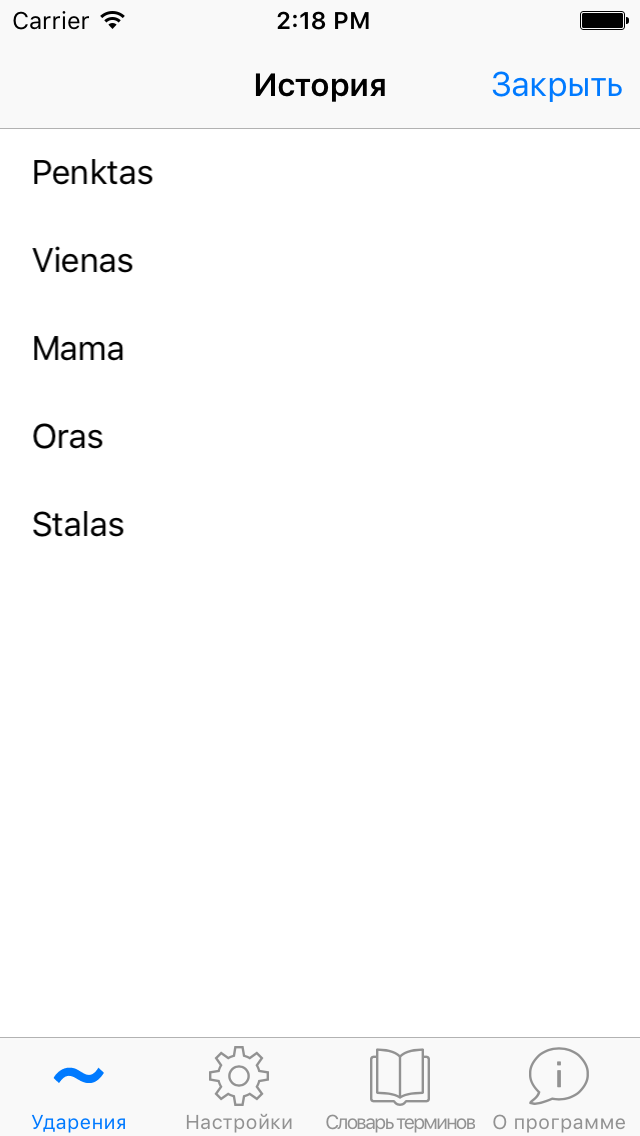 Carrier 2:18 PM
История Закрыть
Penktas
Vienas
Mama
Oras
Stalas
Ударения Настройки Словарь терминов О программе